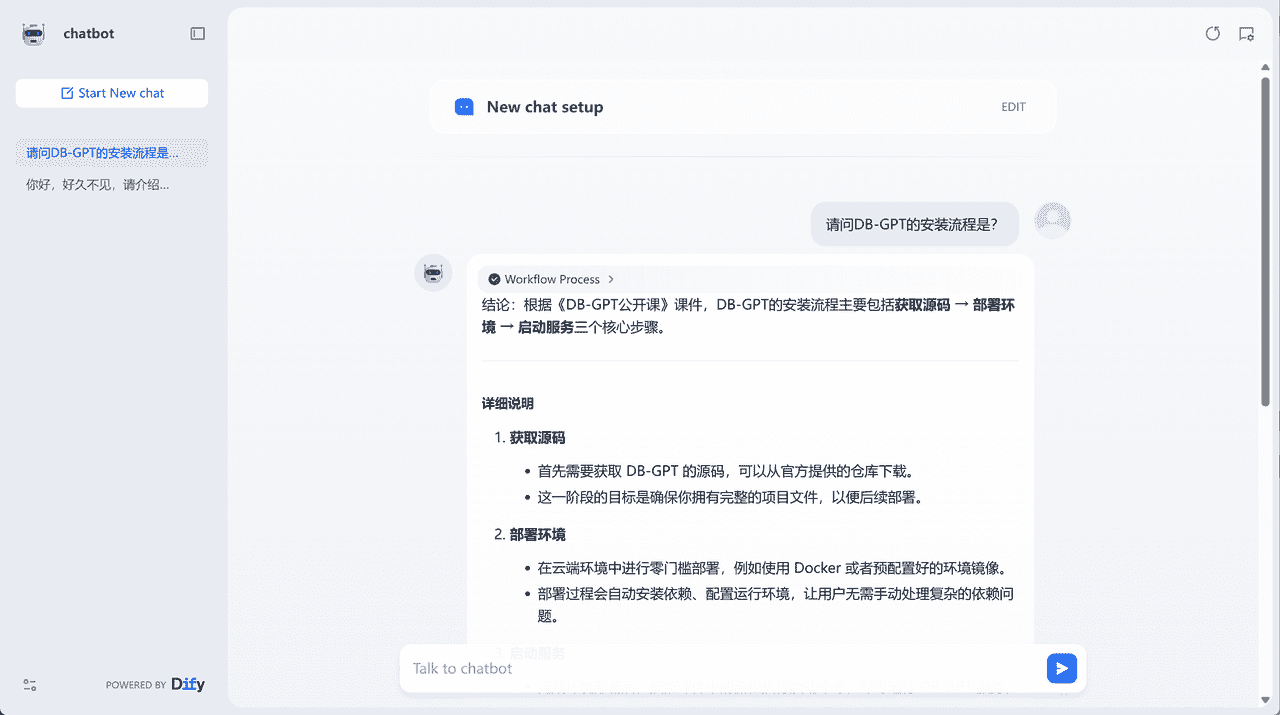 chatbot
Start New chat
请问DB-GPT的安装流程是...
你好，好久不见，请介绍...
POWERED BY Dify
New chat setup
EDIT
请问DB-GPT的安装流程是？
Workflow Process
结论：根据《DB-GPT公开课》课件，DB-GPT的安装流程主要包括获取源码 → 部署环
境 → 启动服务三个核心步骤。
详细说明
1. 获取源码
• 首先需要获取 DB-GPT 的源码，可以从官方提供的仓库下载。
• 这一阶段的目标是确保你拥有完整的项目文件，以便后续部署。
2. 部署环境
• 在云端环境中进行零门槛部署，例如使用 Docker 或者预配置好的环境镜像。
• 部署过程会自动安装依赖、配置运行环境，让用户无需手动处理复杂的依赖问
题。
3. 启动服务
Talk to chatbot